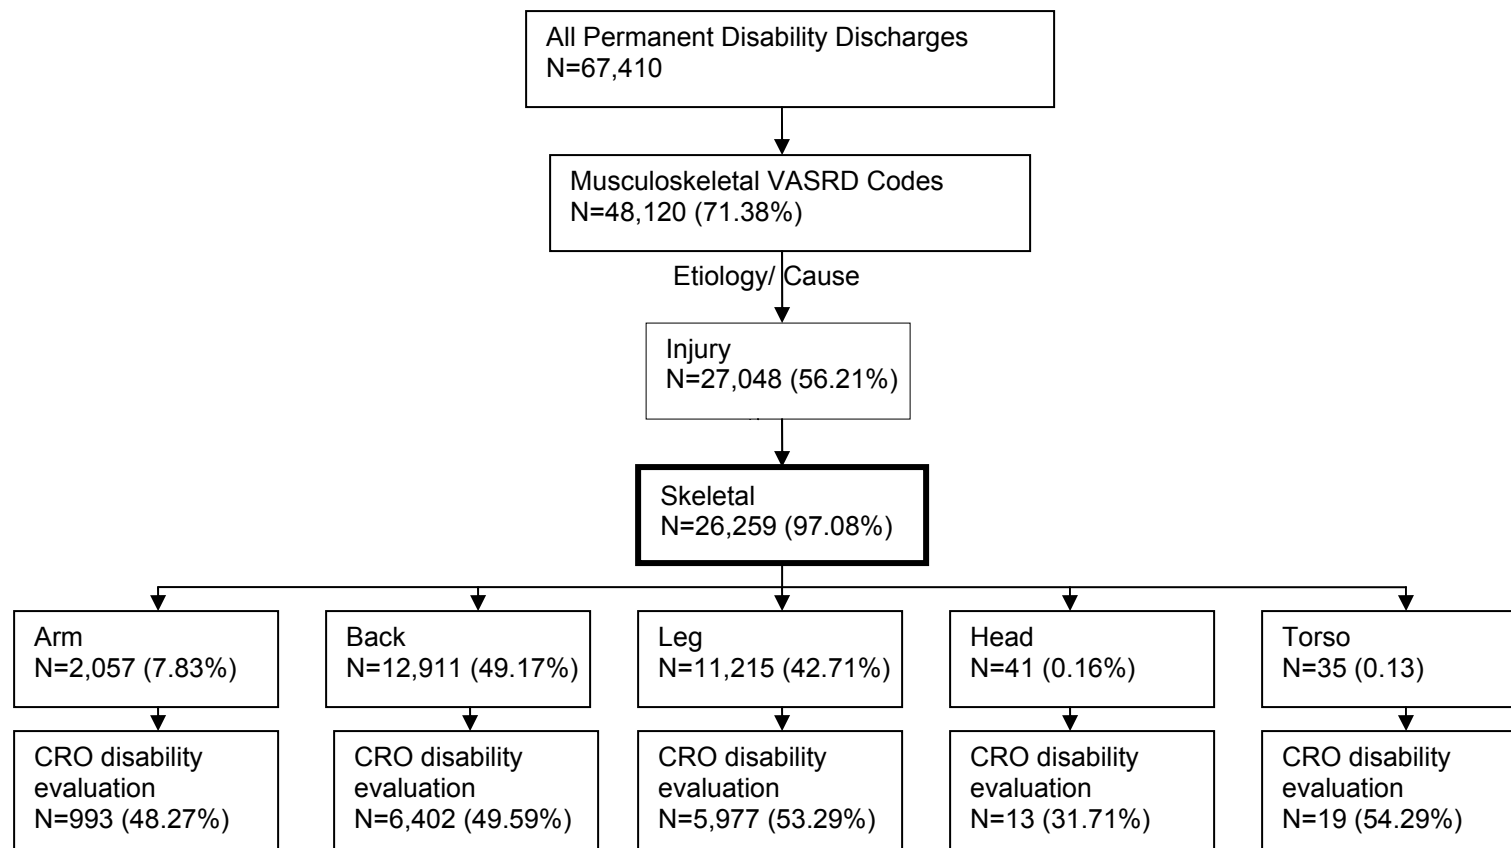 All Permanent Disability Discharges
N=67,410
Musculoskeletal VASRD Codes
N=48,120 (71.38%)
Etiology/ Cause
Injury
N=27,048 (56.21%)
Skeletal
N=26,259 (97.08%)
Arm
N=2,057 (7.83%)
Back
N=12,911 (49.17%)
Leg
N=11,215 (42.71%)
Head
N=41 (0.16%)
Torso
N=35 (0.13)
CRO disability
evaluation
N=993 (48.27%)
CRO disability
evaluation
N=6,402 (49.59%)
CRO disability
evaluation
N=5,977 (53.29%)
CRO disability
evaluation
N=13 (31.71%)
CRO disability
evaluation
N=19 (54.29%)